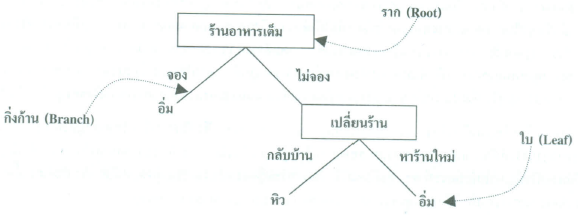 ราก (Root)
ร้านอาหารเต็ม
จอง
ไม่จอง
อิ่ม
กิ่งก้าน (Branch)
เปลี่ยนร้าน
ใบ (Leaf)
กลับบ้าน
หาร้านใหม่
หิว
อิ่ม